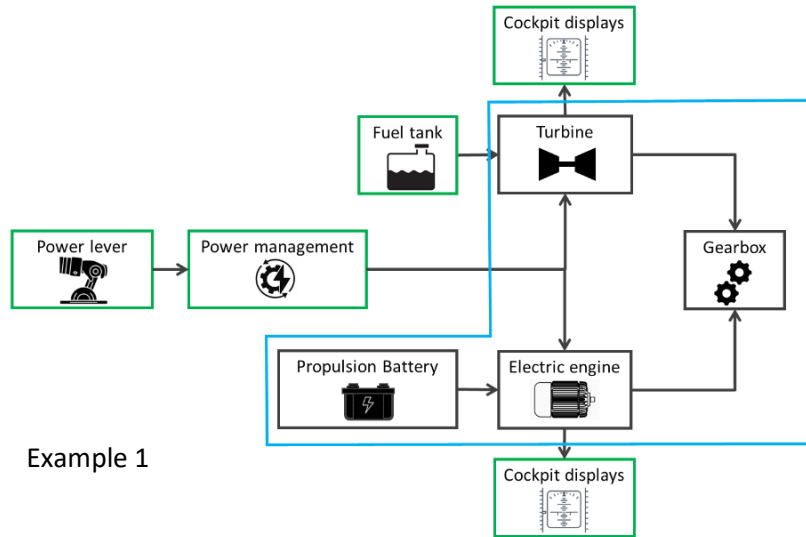 Cockpit displays
Fuel tank
Turbine
Power lever
Power management
Gearbox
Propulsion Battery
Electric engine
Example 1
Cockpit displays